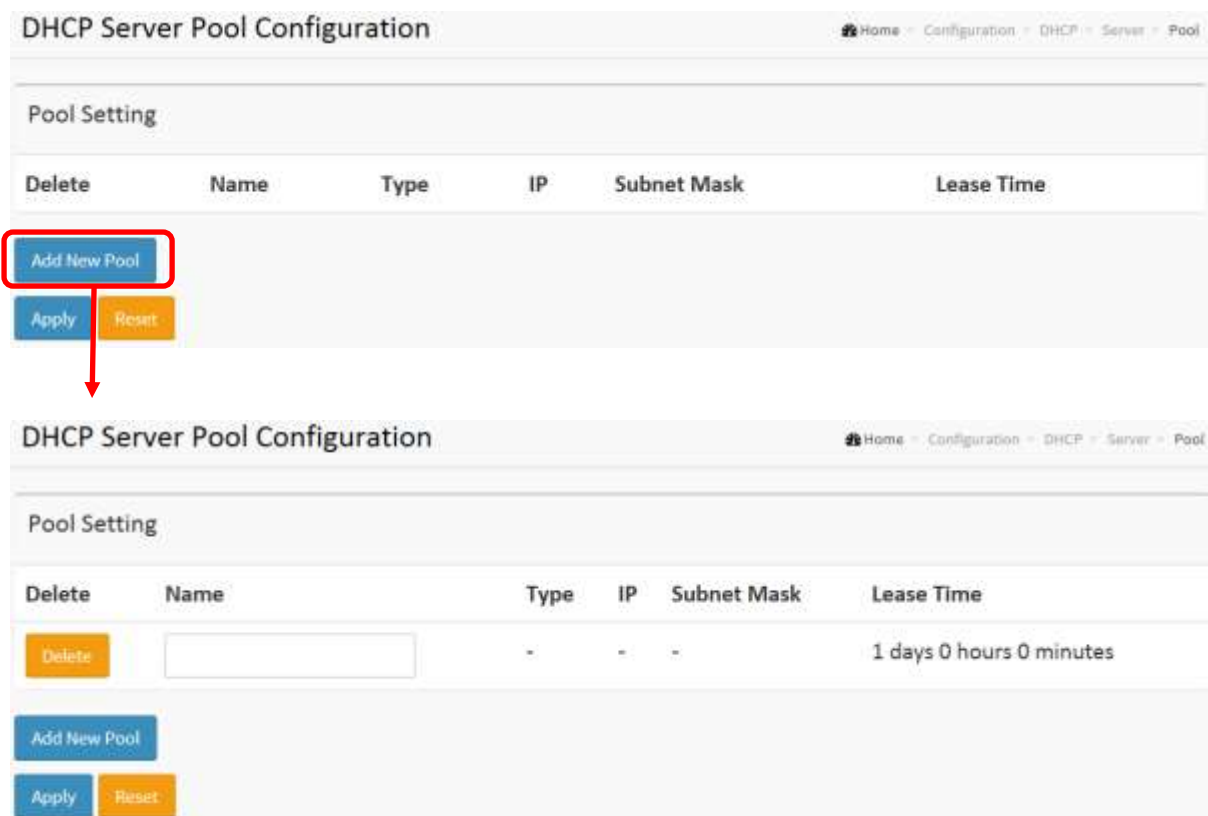 DHCP Server Pool Configuration
Home - Configuration - DHCP - Server - Pool
Pool Setting
Delete Name Type IP Subnet Mask Lease Time
Add New Pool
Apply Reset
DHCP Server Pool Configuration
Home - Configuration - DHCP - Server - Pool
Pool Setting
Delete Name Type IP Subnet Mask Lease Time
Delete - - - 1 days 0 hours 0 minutes
Add New Pool
Apply Reset